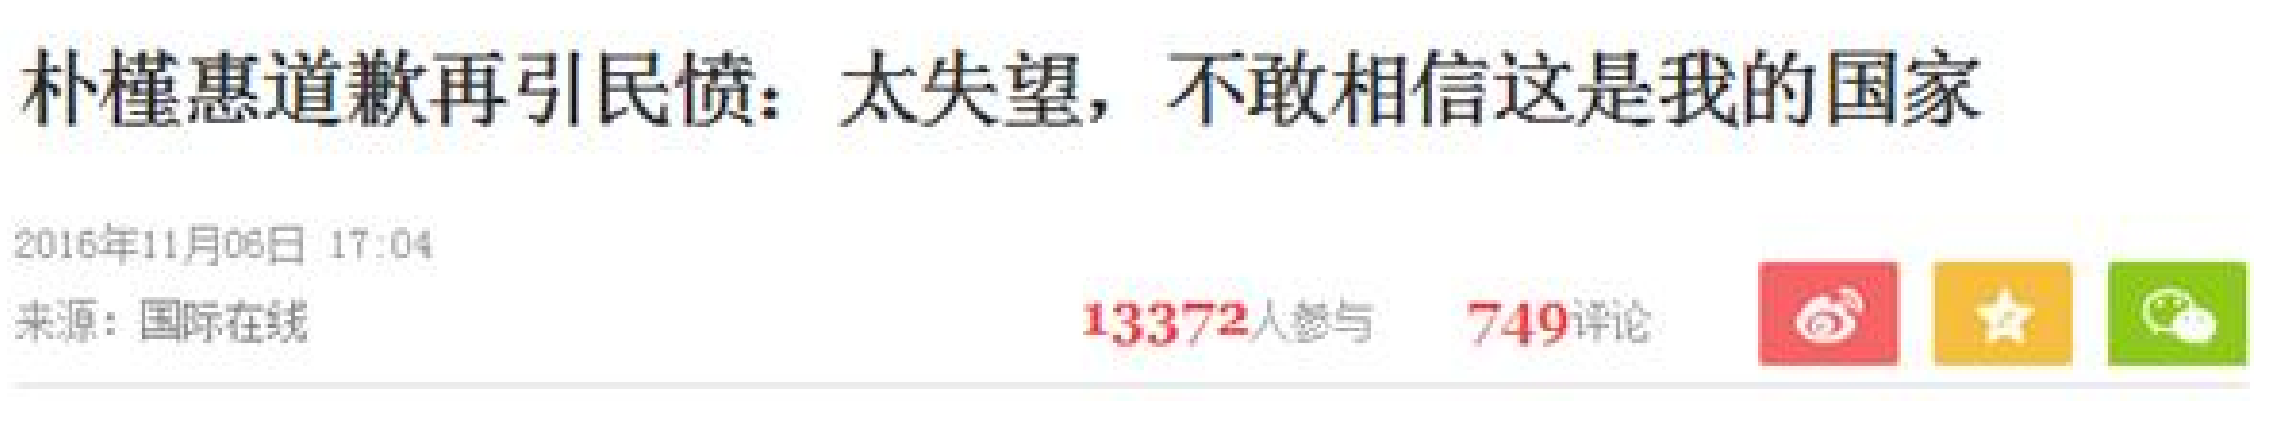 朴槿惠道歉再引民愤：太失望，不敢相信这是我的国家
2016年11月06日 17:04
来源：国际在线
13372人参与 749评论